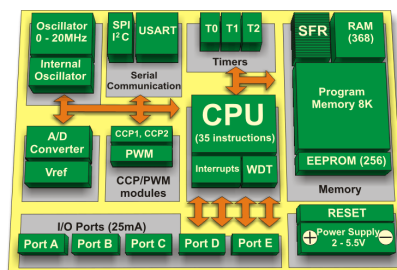 Oscillator
0 - 20MHz
Internal
Oscillator
SPI
I²C
USART
Serial
Communication
T0 T1 T2
Timers
SFR
RAM
(368)
Program
Memory 8K
EEPROM (256)
Memory
A/D
Converter
Vref
CCP1, CCP2
PWM
CCP/PWM
modules
CPU
(35 instructions)
Interrupts
WDT
I/O Ports (25mA)
Port A
Port B
Port C
Port D
Port E
RESET
+ Power Supply -
2 - 5.5V